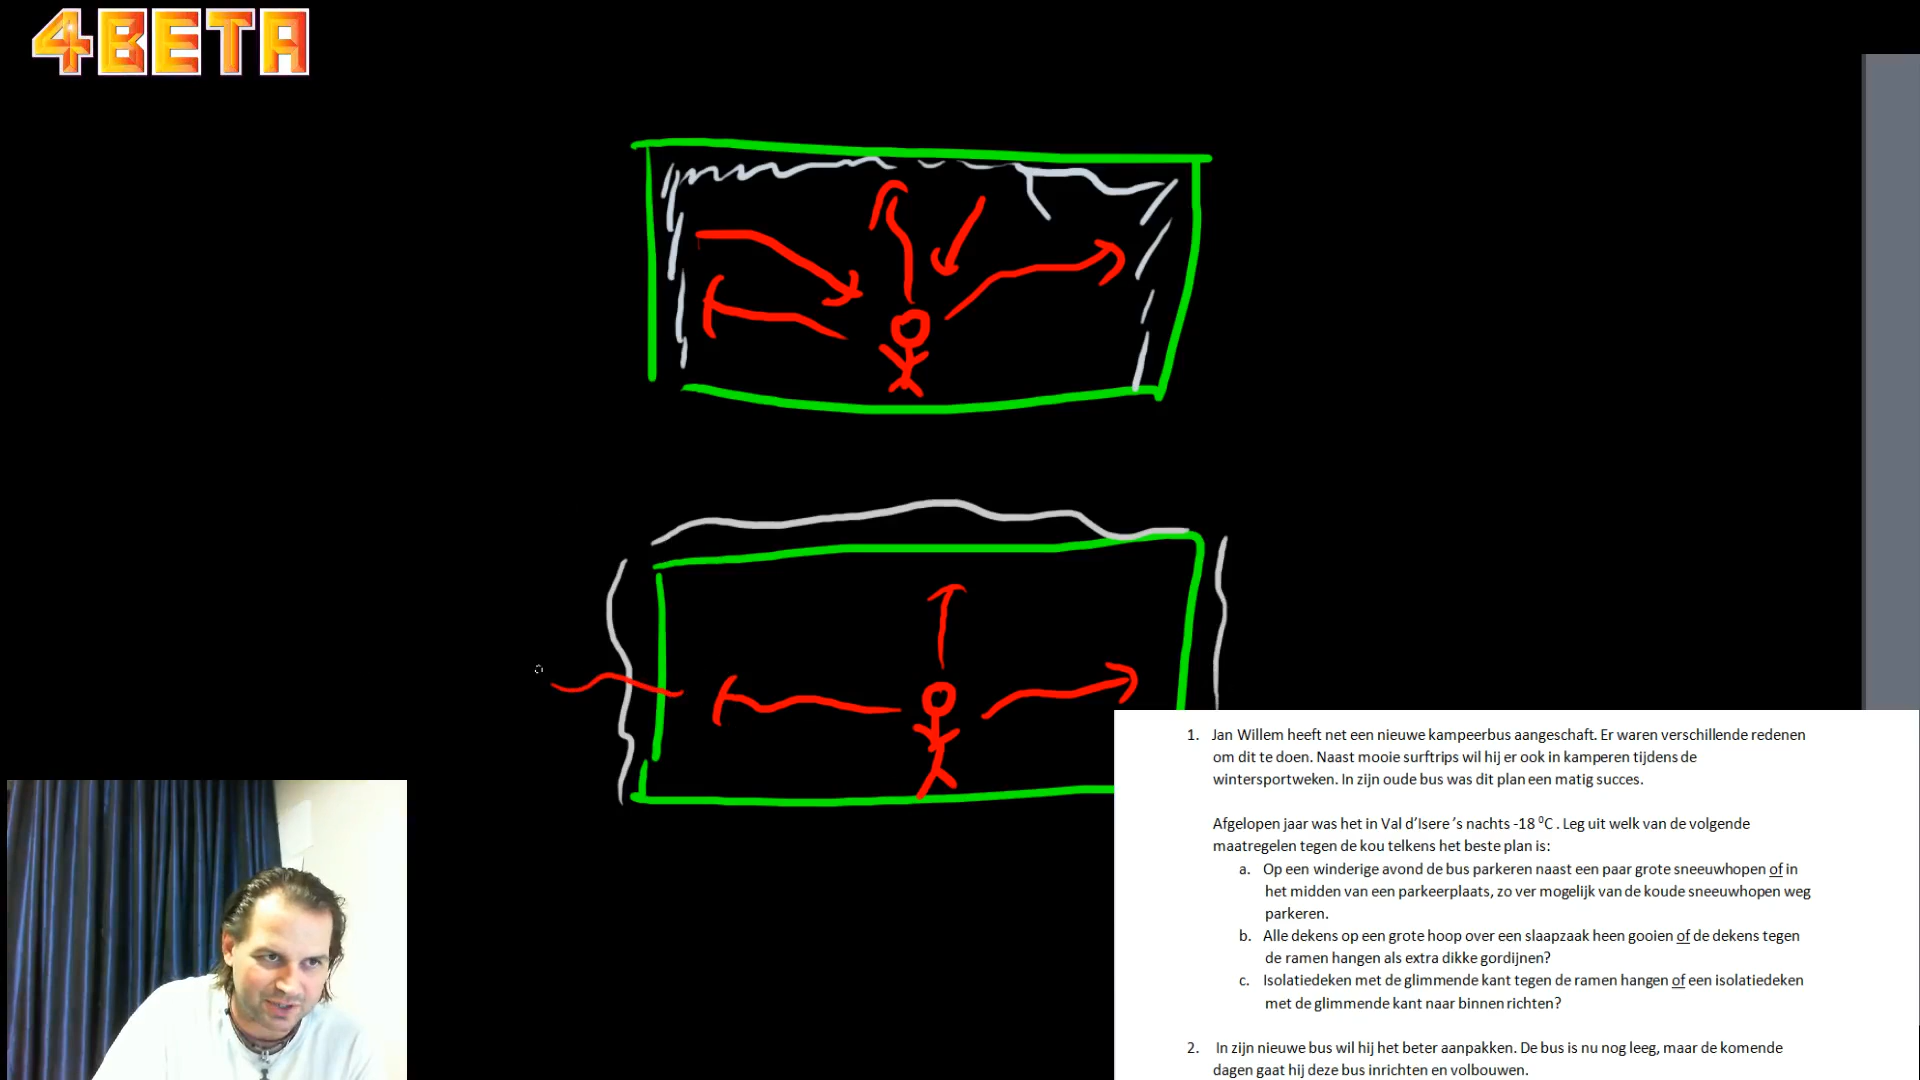 4BETA
1. Jan Willem heeft net een nieuwe kampeerbus aangeschaft. Er waren verschillende redenen
om dit te doen. Naast mooie surftrips wil hij er ook in kamperen tijdens de
wintersportweken. In zijn oude bus was dit plan een matig succes.
Afgelopen jaar was het in Val d'Isere 's nachts -18 ⁰C . Leg uit welk van de volgende
maatregelen tegen de kou telkens het beste plan is:
a. Op een winderige avond de bus parkeren naast een paar grote sneeuwhopen of in
het midden van een parkeerplaats, zo ver mogelijk van de koude sneeuwhopen weg
parkeren.
b. Alle dekens op een grote hoop over een slaapzaak heen gooien of de dekens tegen
de ramen hangen als extra dikke gordijnen?
c. Isolatiedeken met de glimmende kant tegen de ramen hangen of een isolatiedeken
met de glimmende kant naar binnen richten?
2. In zijn nieuwe bus wil hij het beter aanpakken. De bus is nu nog leeg, maar de komende
dagen gaat hij deze bus inrichten en volbouwen.